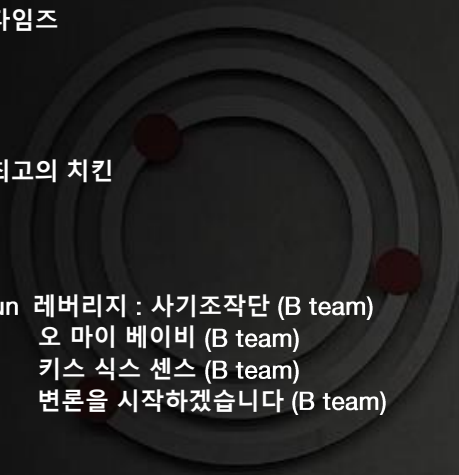 타임즈
최고의 치킨
un 레버리지 : 사기조작단 (B team)
오 마이 베이비 (B team)
키스 식스 센스 (B team)
변론을 시작하겠습니다 (B team)